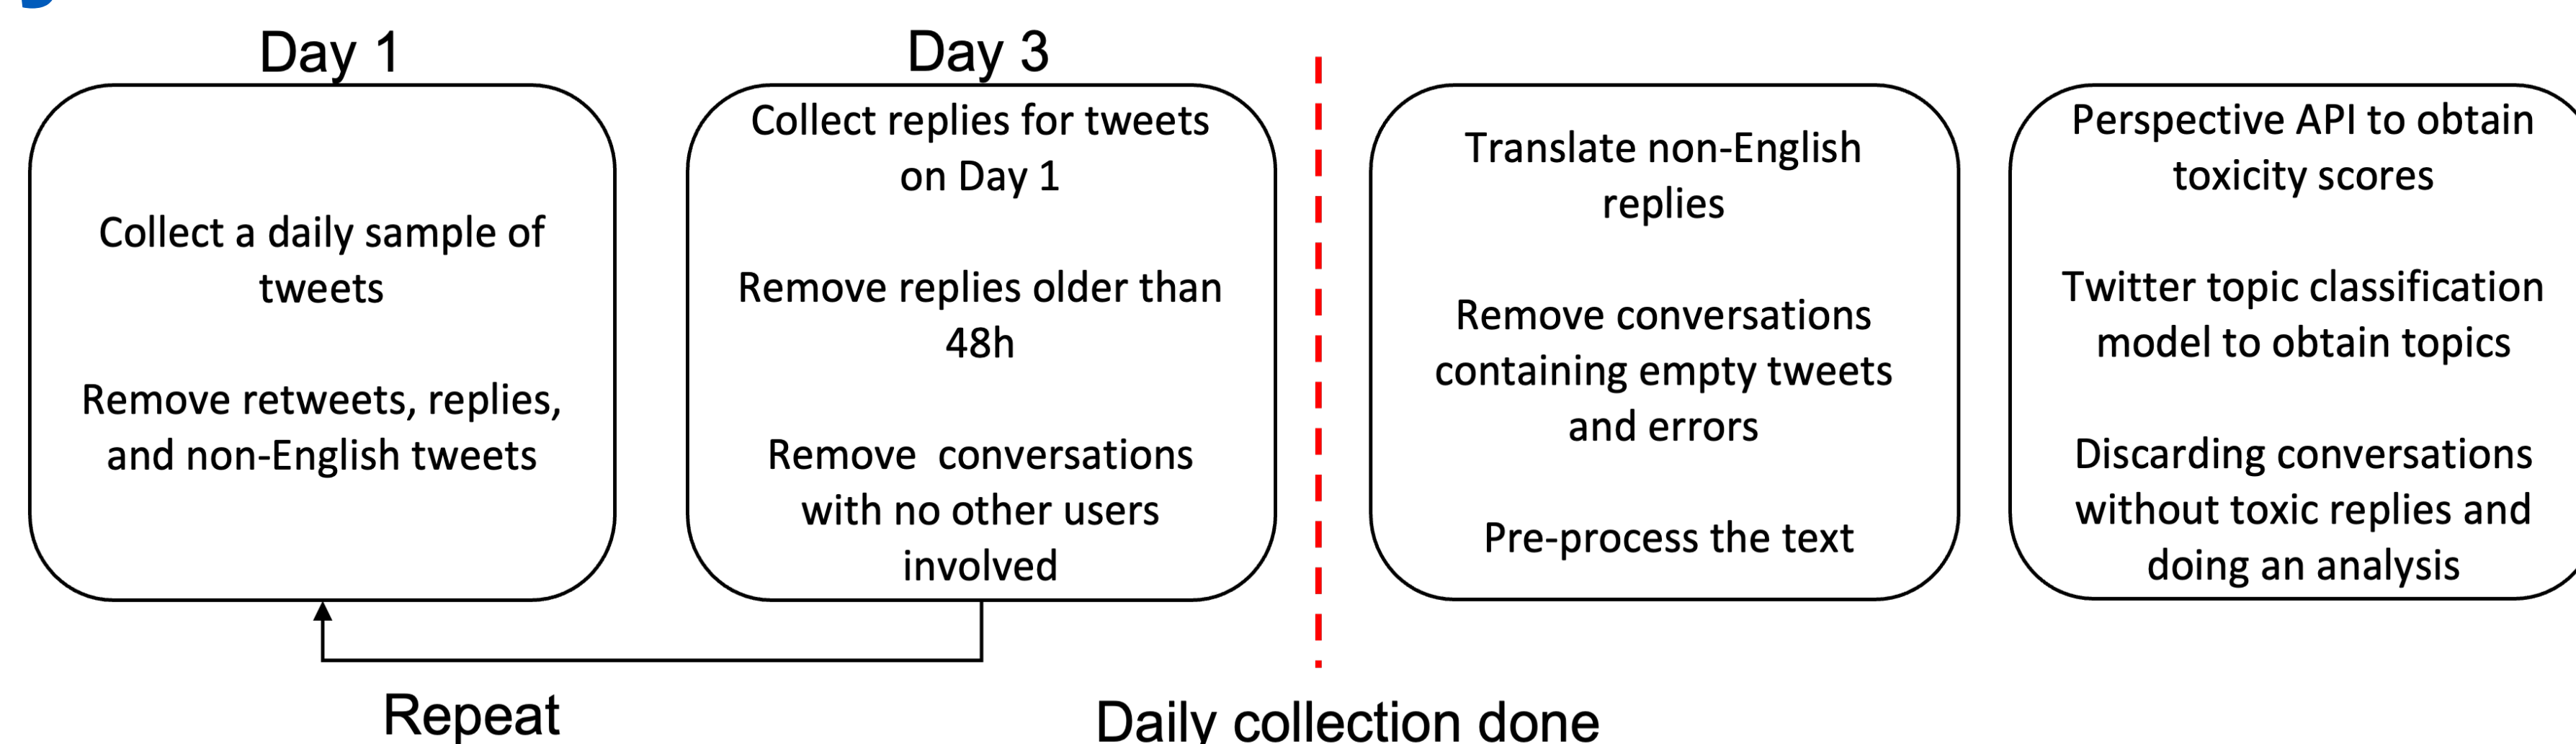 Day 1
Collect a daily sample of
tweets
Remove retweets, replies,
and non-English tweets
Day 3
Collect replies for tweets
on Day 1
Remove replies older than
48h
Remove conversations
with no other users
involved
Repeat
Daily collection done
Translate non-English
replies
Remove conversations
containing empty tweets
and errors
Pre-process the text
Perspective API to obtain
toxicity scores
Twitter topic classification
model to obtain topics
Discarding conversations
without toxic replies and
doing an analysis